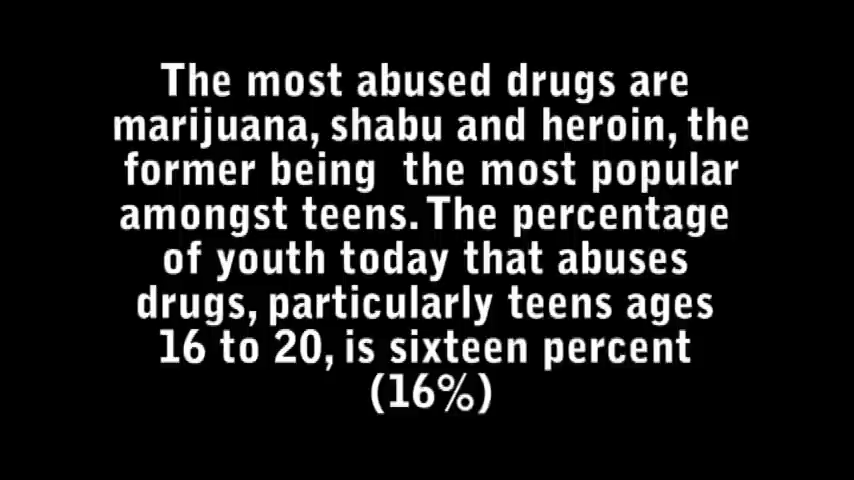 The most abused drugs are
marijuana, shabu and heroin, the
former being the most popular
amongst teens. The percentage
of youth today that abuses
drugs, particularly teens ages
16 to 20, is sixteen percent
(16%)